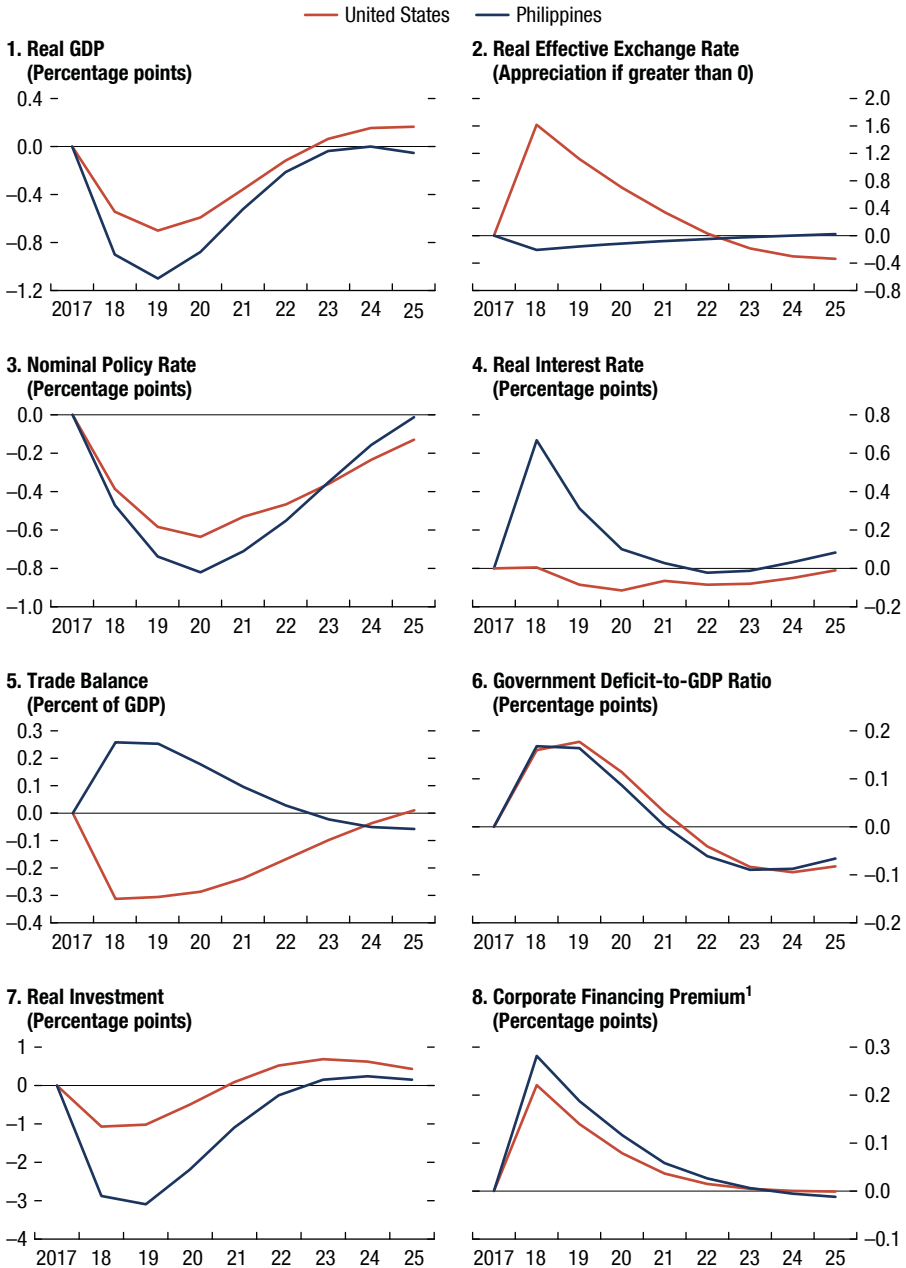 United States
Philippines
1. Real GDP
(Percentage points)
0.4
0.0
–0.4
–0.8
–1.2
2017 18 19 20 21 22 23 24 25
2. Real Effective Exchange Rate
(Appreciation if greater than 0)
2.0
1.6
1.2
0.8
0.4
0.0
–0.4
–0.8
2017 18 19 20 21 22 23 24 25
3. Nominal Policy Rate
(Percentage points)
0.0
–0.2
–0.4
–0.6
–0.8
–1.0
2017 18 19 20 21 22 23 24 25
4. Real Interest Rate
(Percentage points)
0.8
0.6
0.4
0.2
0.0
–0.2
2017 18 19 20 21 22 23 24 25
5. Trade Balance
(Percent of GDP)
0.3
0.2
0.1
0.0
–0.1
–0.2
–0.3
–0.4
2017 18 19 20 21 22 23 24 25
6. Government Deficit-to-GDP Ratio
(Percentage points)
0.2
0.1
0.0
–0.1
–0.2
2017 18 19 20 21 22 23 24 25
7. Real Investment
(Percentage points)
1
0
–1
–2
–3
–4
2017 18 19 20 21 22 23 24 25
8. Corporate Financing Premium¹
(Percentage points)
0.3
0.2
0.1
0.0
–0.1
2017 18 19 20 21 22 23 24 25